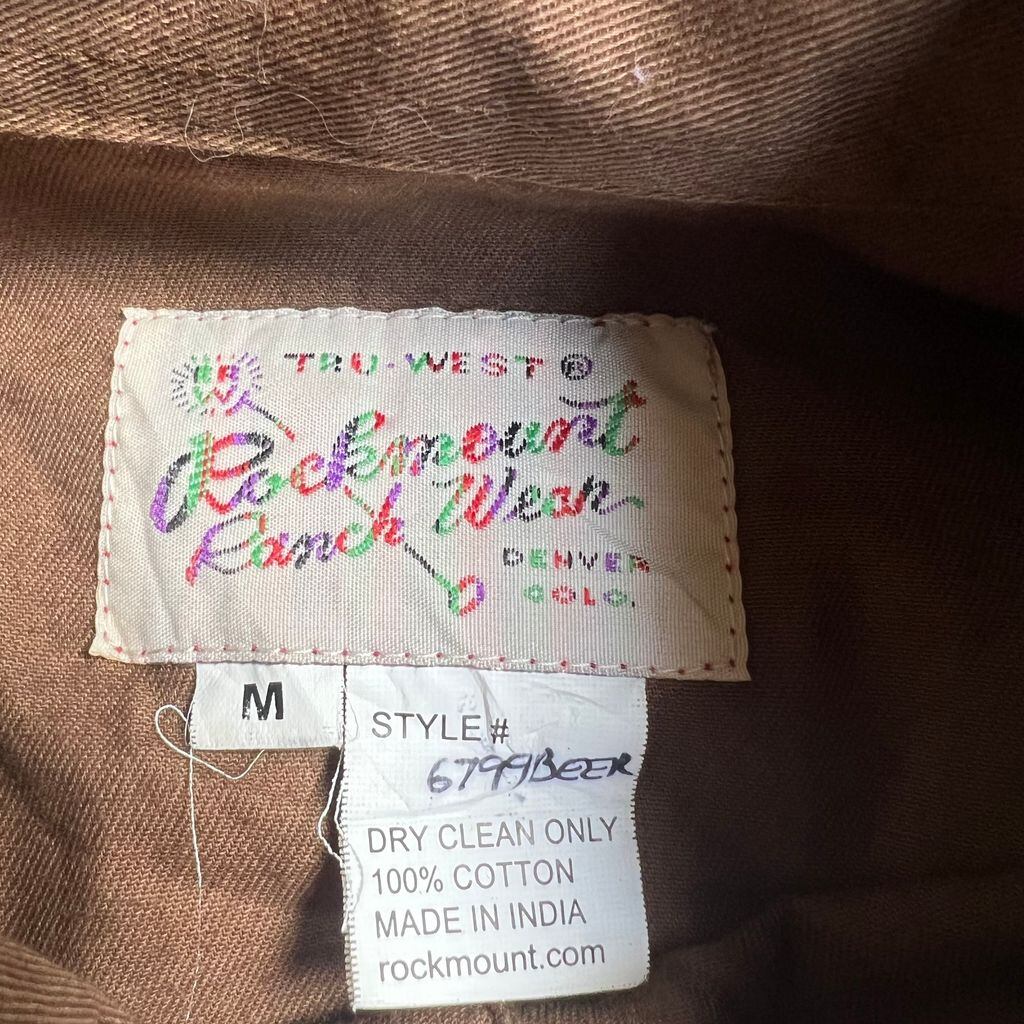 TRU-WEST ®
Rockmount
Ranch Wear
DENVER
COLO.
M
STYLE #
6799BEER
DRY CLEAN ONLY
100% COTTON
MADE IN INDIA
rockmount.com